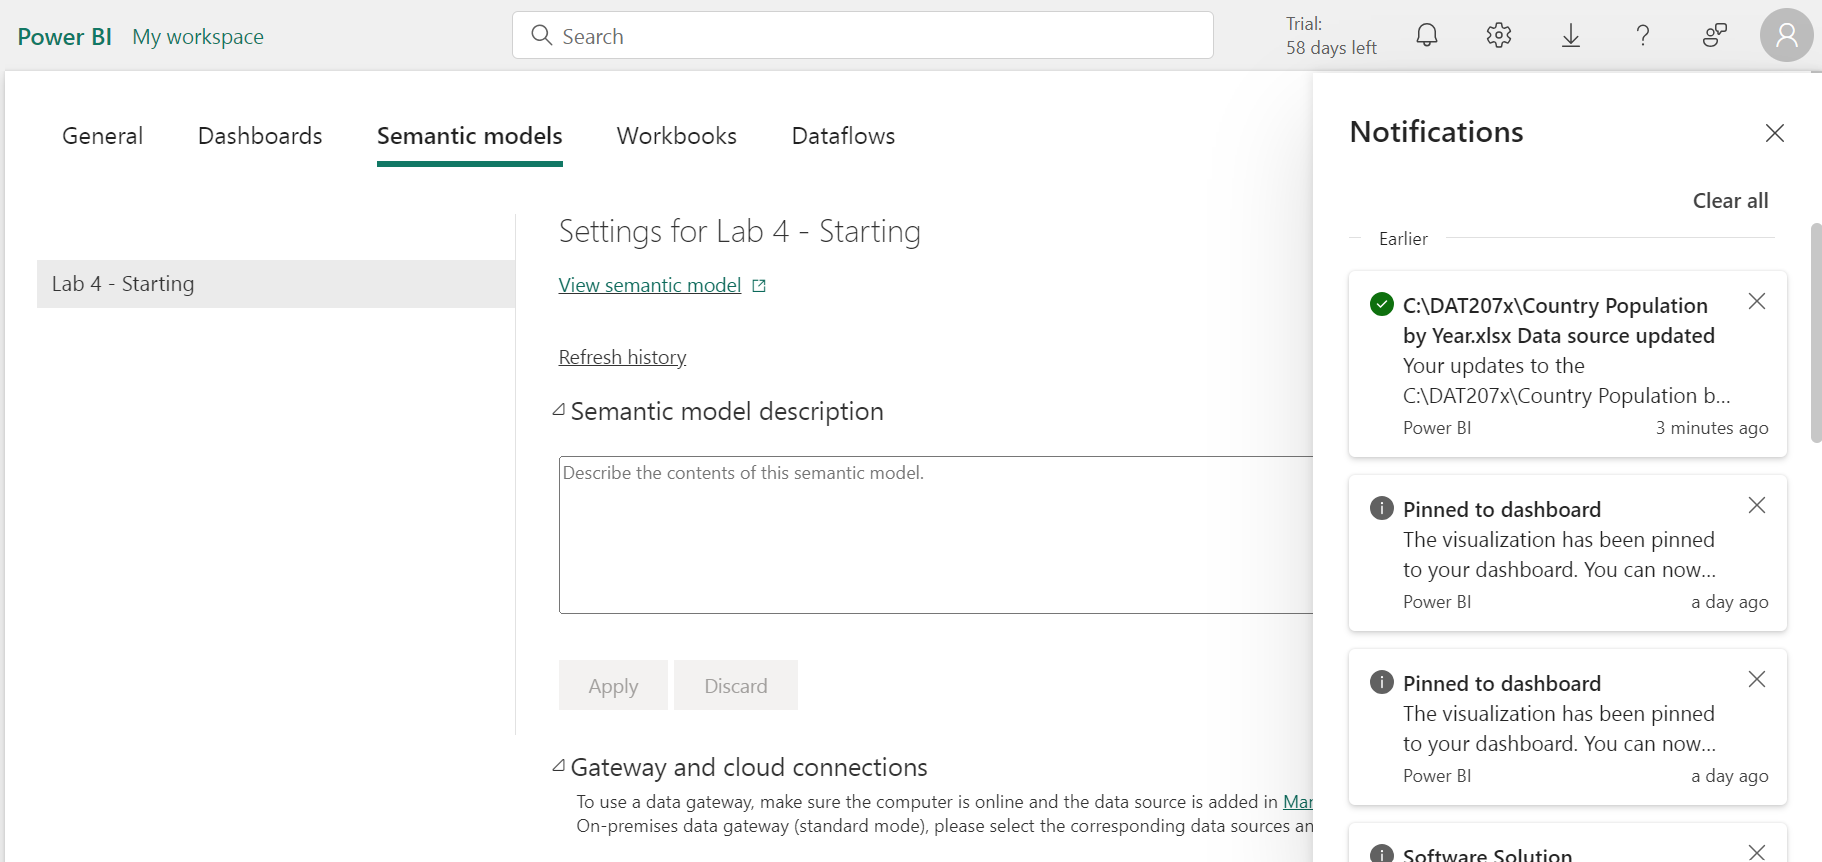 Power BI My workspace
Search
Trial:
58 days left
General Dashboards Semantic models Workbooks Dataflows
Lab 4 - Starting
Settings for Lab 4 - Starting
View semantic model
Refresh history
Semantic model description
Describe the contents of this semantic model.
Apply Discard
Gateway and cloud connections
To use a data gateway, make sure the computer is online and the data source is added in
On-premises data gateway (standard mode), please select the corresponding data sources
Notifications
Clear all
Earlier
C:\DAT207x\Country Population
by Year.xlsx Data source updated
Your updates to the
C:\DAT207x\Country Population b...
Power BI 3 minutes ago
Pinned to dashboard
The visualization has been pinned
to your dashboard. You can now...
Power BI a day ago
Pinned to dashboard
The visualization has been pinned
to your dashboard. You can now...
Power BI a day ago
Software Solution